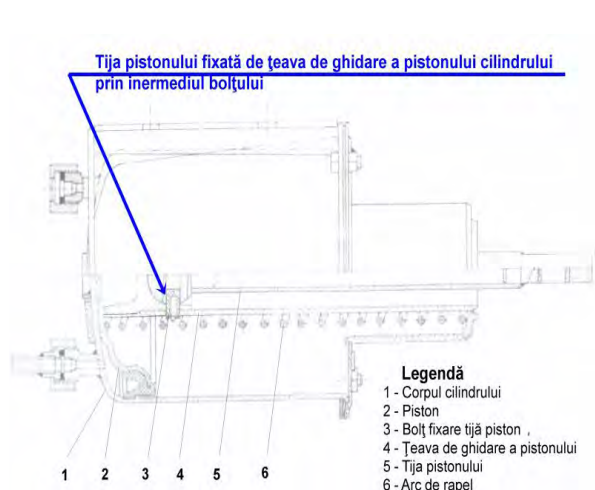 Tija pistonului fixată de ţeava de ghidare a pistonului cilindrului
prin inermediul bolţului
Legendă
1 - Corpul cilindrului
2 - Piston
3 - Bolţ fixare tijă piston
4 - Ţeava de ghidare a pistonului
5 - Tija pistonului
6 - Arc de rapel
1 2 3 4 5 6